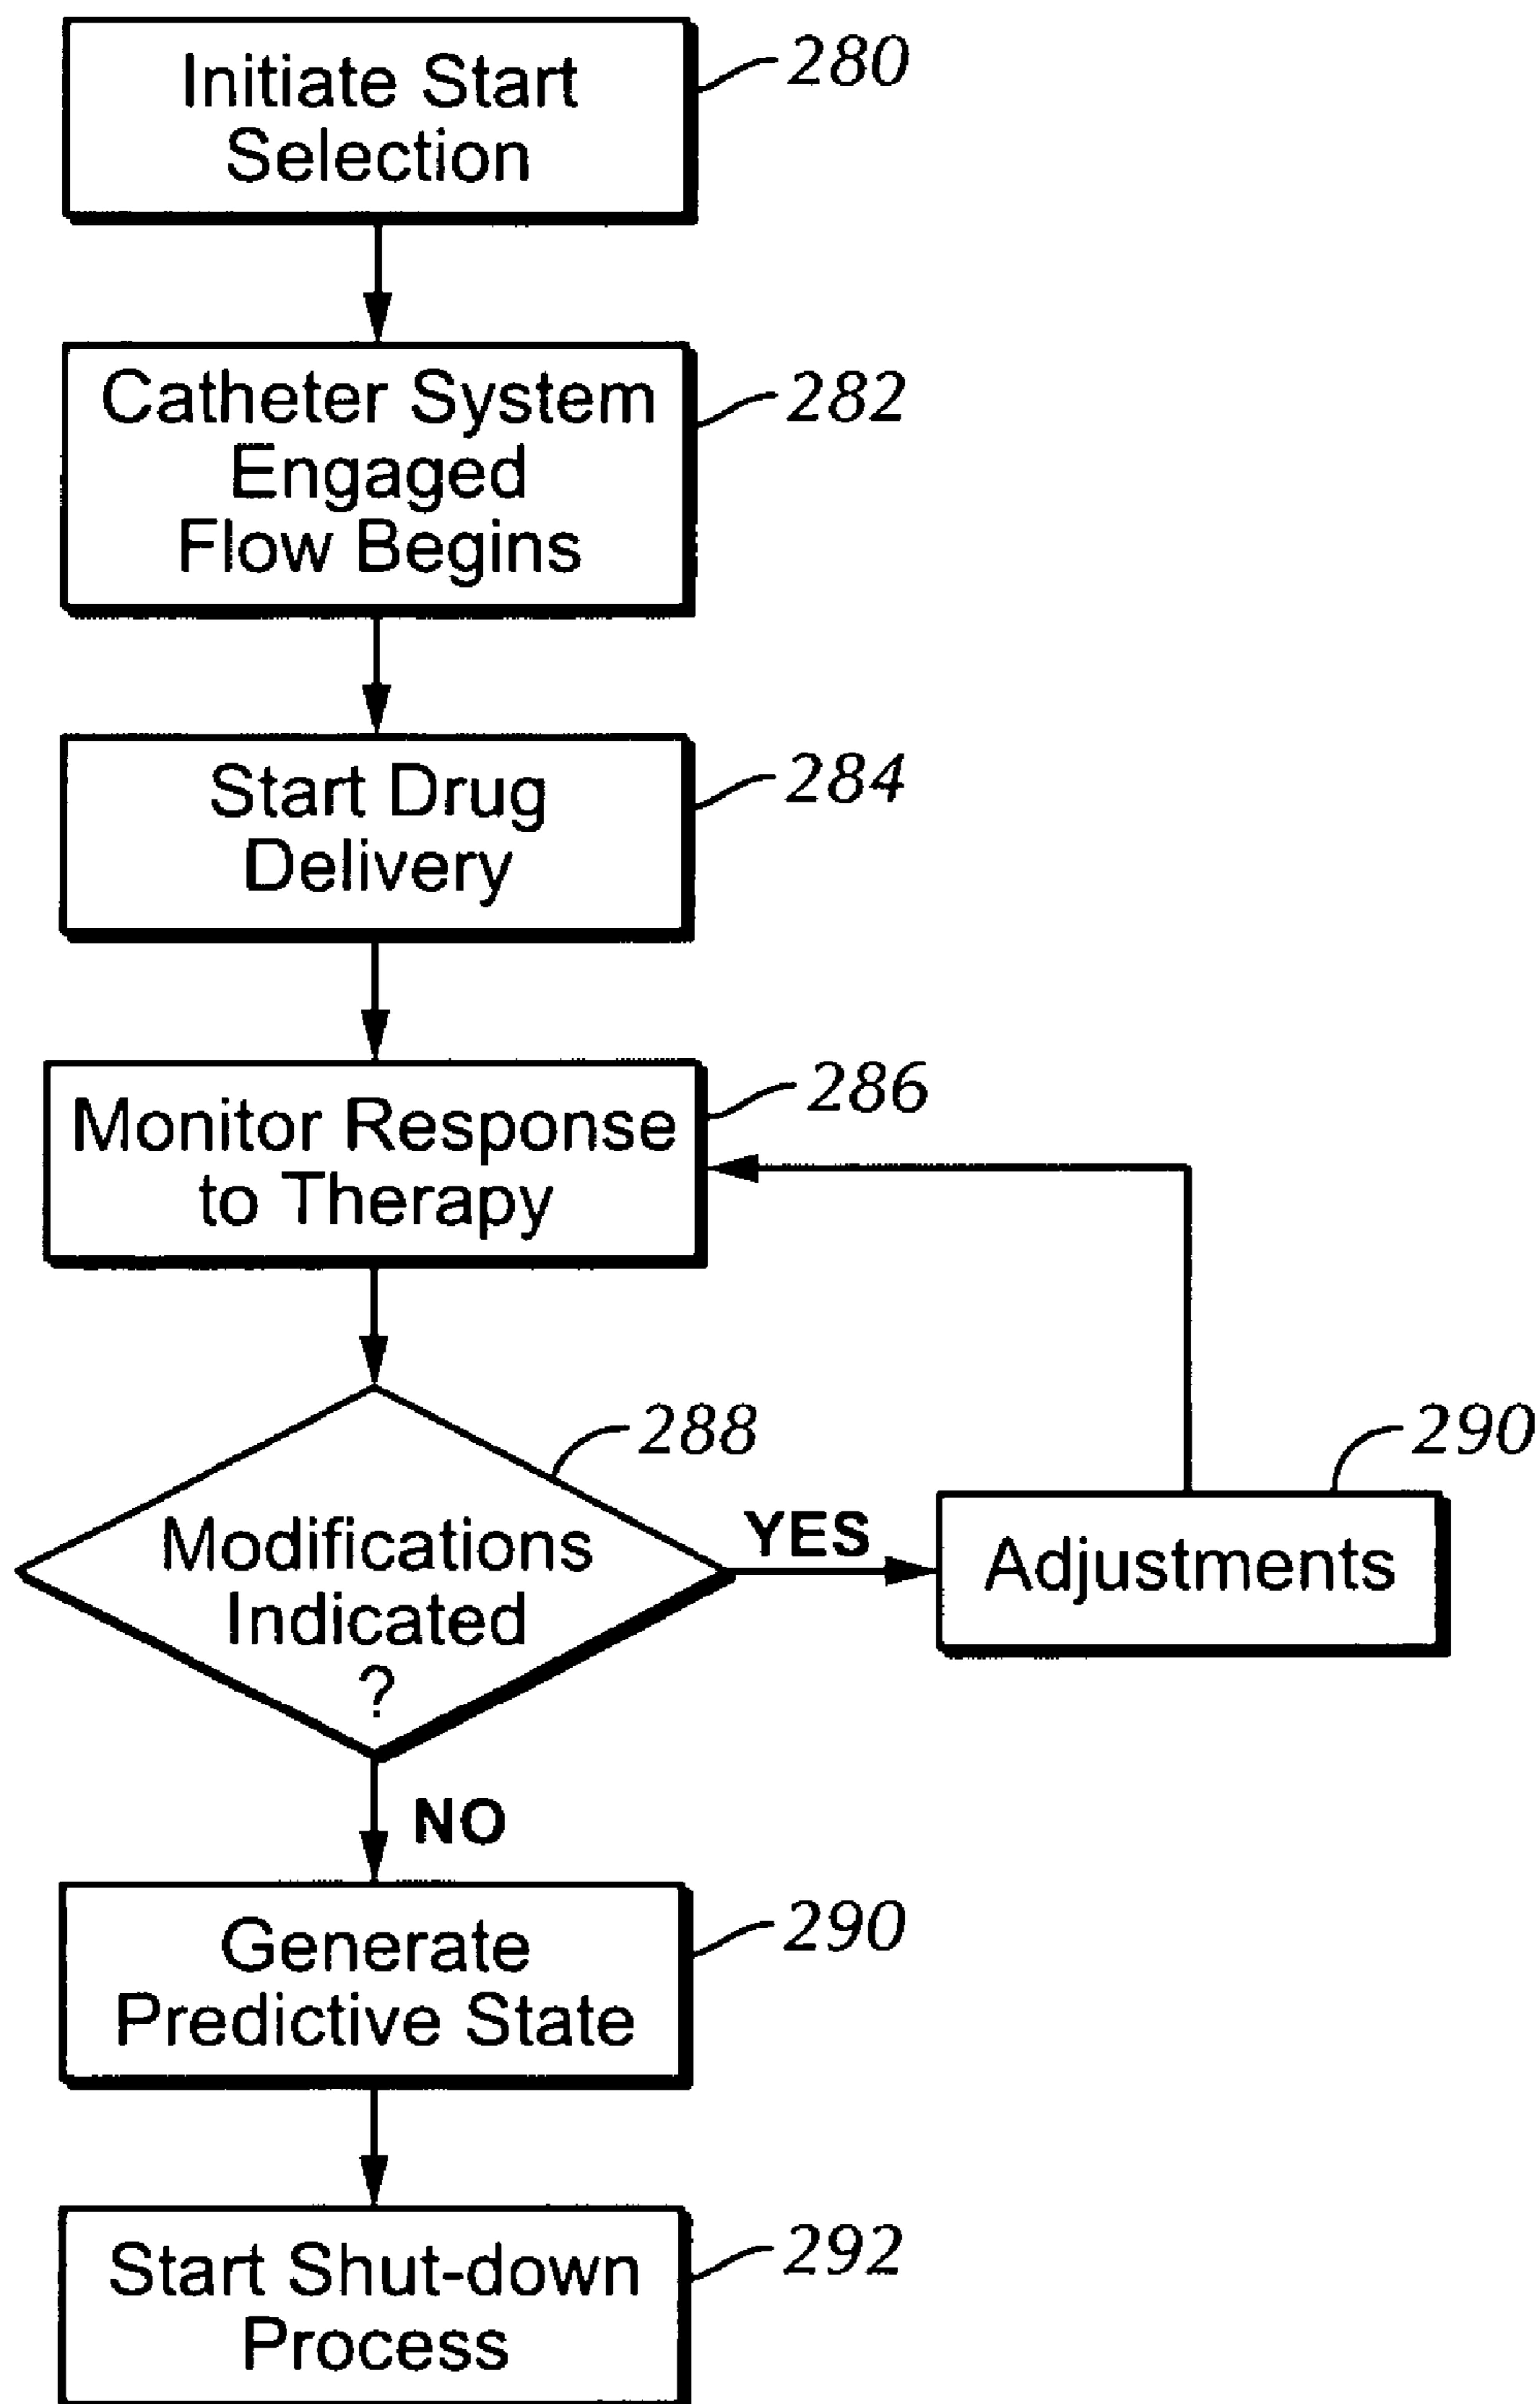 Initiate Start
Selection
280
Catheter System
Engaged
Flow Begins
282
Start Drug
Delivery
284
Monitor Response
to Therapy
286
Modifications
Indicated
?
288
YES
Adjustments
290
NO
Generate
Predictive State
290
Start Shut-down
Process
292